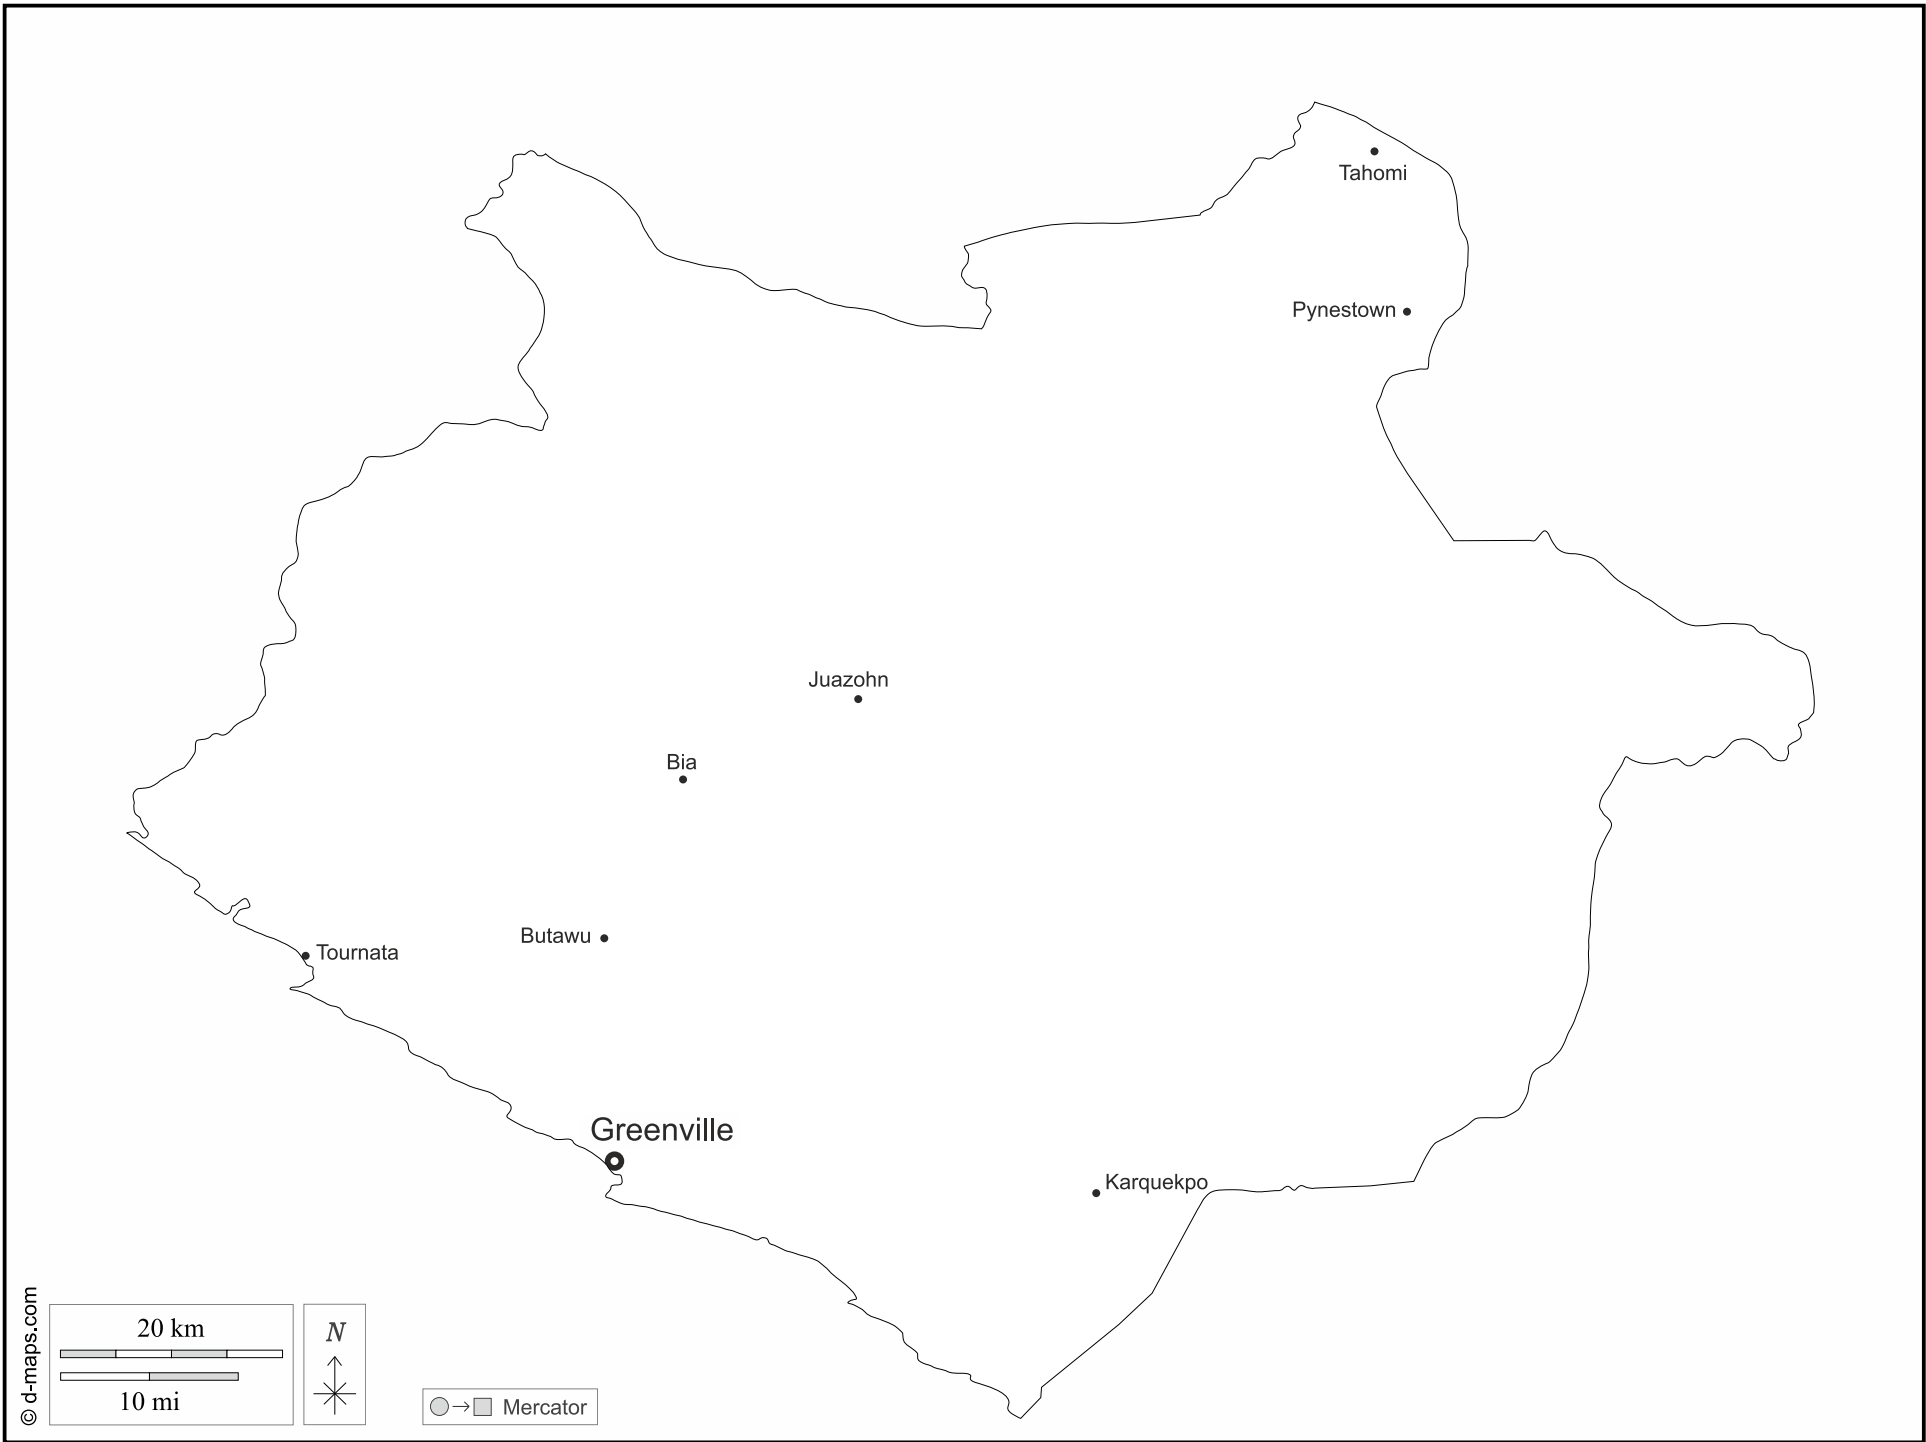 Tahomi
Pynestown
Juazohn
Bia
Butawu
Tournata
Greenville
Karquekpo
© d-maps.com
20 km
10 mi
N
Mercator